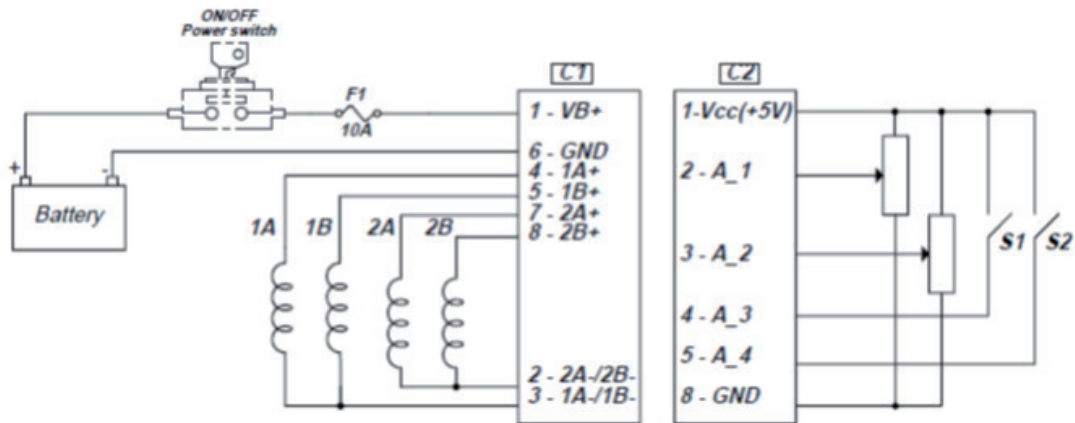 ON/OFF
Power switch
F1
10A
+
-
Battery
1A
1B
2A
2B
C1
1 - VB+
6 - GND
4 - 1A+
5 - 1B+
7 - 2A+
8 - 2B+
2 - 2A-/2B-
3 - 1A-/1B-
C2
1-Vcc(+5V)
2 - A_1
3 - A_2
4 - A_3
5 - A_4
8 - GND
S1
S2